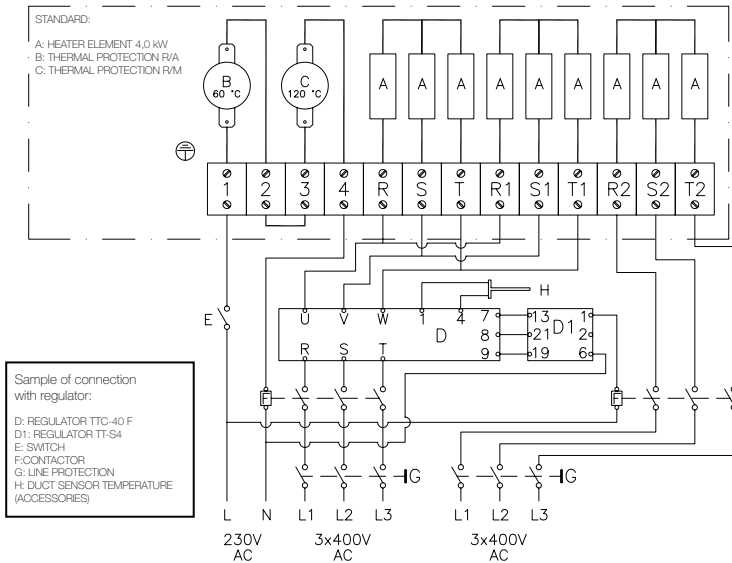 STANDARD:
A: HEATER ELEMENT 4,0 kW
B: THERMAL PROTECTION R/A
C: THERMAL PROTECTION R/M
B
60 °C
C
120 °C
A A A A A A A A A
1 2 3 4 R S T R1 S1 T1 R2 S2 T2
H
E
U V W 1 4 7 13 1
D 8 21 D1 2
R S T 9 19 6
F F
Sample of connection
with regulator:
D: REGULATOR TTC-40 F
D1: REGULATOR TT-S4
E: SWITCH
F:CONTACTOR
G: LINE PROTECTION
H: DUCT SENSOR TEMPERATURE
(ACCESSORIES)
G G
L N L1 L2 L3 L1 L2 L3
230V 3x400V 3x400V
AC AC AC